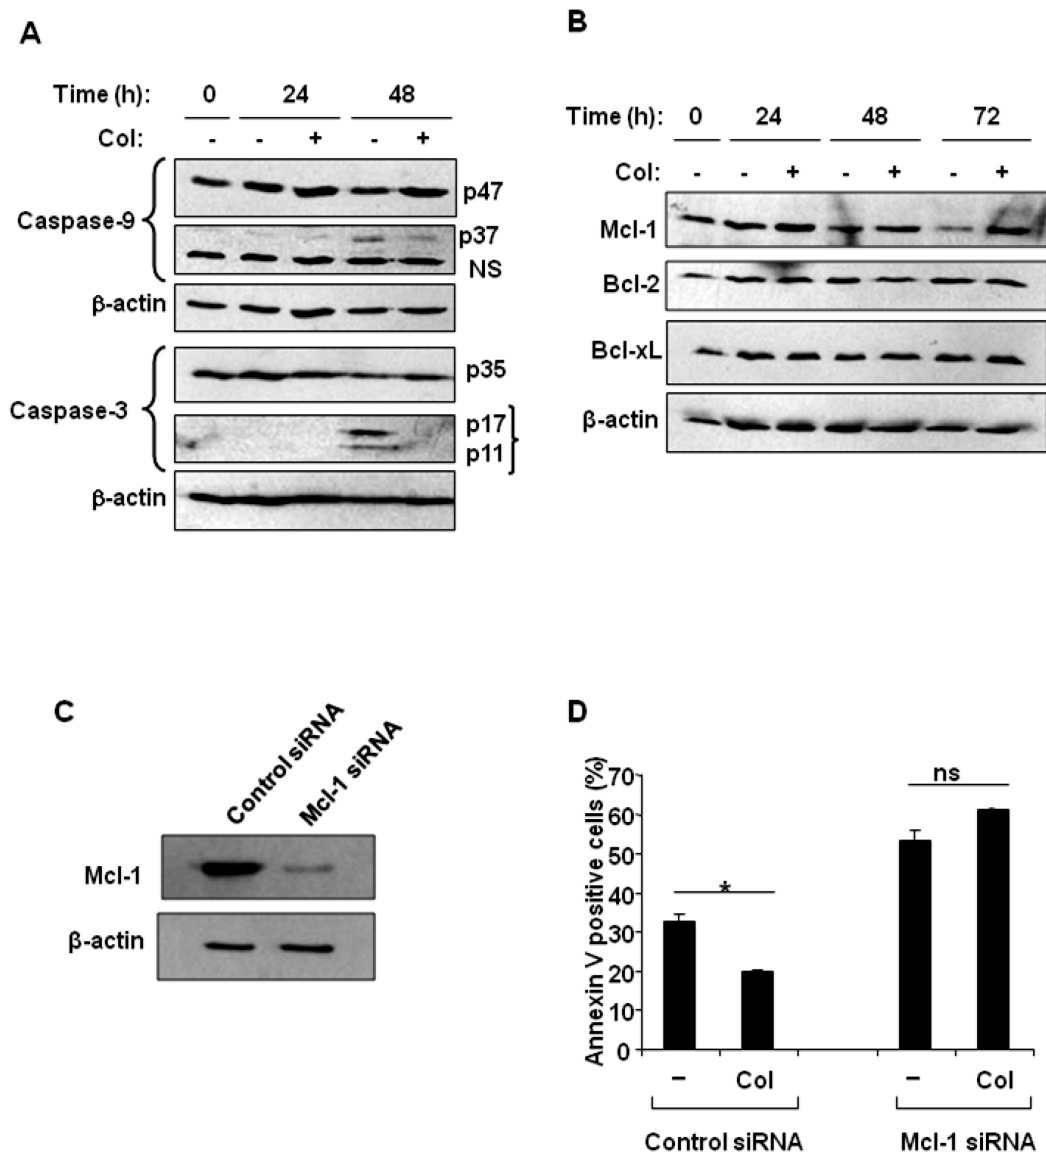 A
Time (h): 0 24 48
Col: - - + - +
Caspase-9
p47
p37
NS
β-actin
Caspase-3
p35
p17
p11
β-actin
B
Time (h): 0 24 48 72
Col: - - + - + - +
Mcl-1
Bcl-2
Bcl-xL
β-actin
C
Control siRNA
Mcl-1 siRNA
Mcl-1
β-actin
D
Annexin V positive cells (%)
70
60
50
40
30
20
10
0
*
ns
– Col – Col
Control siRNA Mcl-1 siRNA